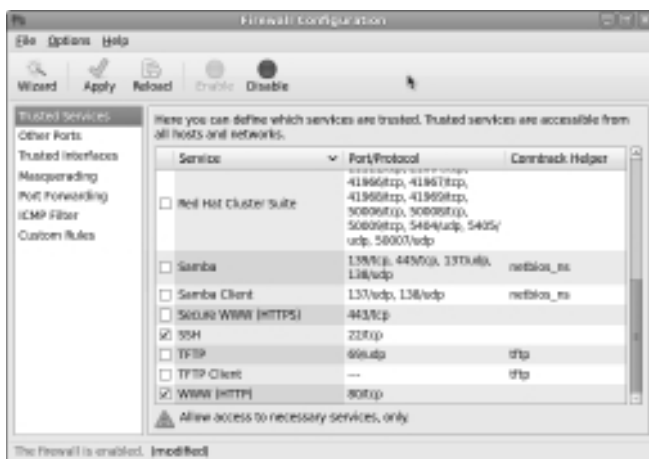 Firewall Configuration
File Options Help
Wizard Apply Reload Enable Disable
Trusted Services
Other Ports
Trusted Interfaces
Masquerading
Port Forwarding
ICMP Filter
Custom Rules
Here you can define which services are trusted. Trusted services are accessible from
all hosts and networks.
Service Port/Protocol Conntrack Helper
Red Hat Cluster Suite
41966/tcp, 41967/tcp,
41968/tcp, 41969/tcp,
50006/tcp, 50008/tcp,
50009/tcp, 5404/udp, 5405/
udp, 50007/udp
Samba 139/tcp, 445/tcp, 137/udp,
138/udp netbios_ns
Samba Client 137/udp, 138/udp netbios_ns
Secure WWW (HTTPS) 443/tcp
SSH 22/tcp
TFTP 69/udp tftp
TFTP Client --- tftp
WWW (HTTP) 80/tcp
Allow access to necessary services, only.
The firewall is enabled. (modified)